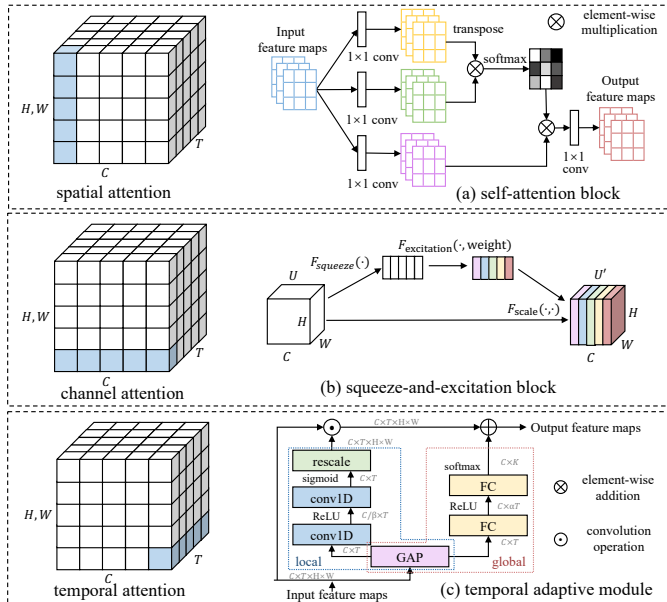 H, W
C
T
spatial attention
Input
feature maps
1×1 conv
1×1 conv
1×1 conv
transpose
softmax
element-wise
multiplication
Output
feature maps
1×1
conv
(a) self-attention block
H, W
C
T
channel attention
U
H
W
C
F_squeeze(·)
F_excitation(·, weight)
F_scale(·,·)
U′
H
W
C
(b) squeeze-and-excitation block
H, W
C
T
temporal attention
C×T×H×W
Output feature maps
C×T×H×W
rescale
sigmoid
C×T
conv1D
ReLU
C/β×T
conv1D
C×T
local
GAP
softmax
C×K
FC
ReLU
C×αT
FC
C×T
global
C×T×H×W
Input feature maps
element-wise
addition
convolution
operation
(c) temporal adaptive module